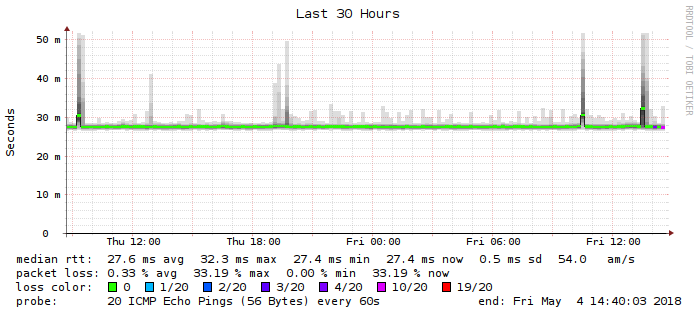 Last 30 Hours
RRDTOOL / TOBI OETIKER
Seconds
50 m
40 m
30 m
20 m
10 m
0
Thu 12:00 Thu 18:00 Fri 00:00 Fri 06:00 Fri 12:00
median rtt: 27.6 ms avg 32.3 ms max 27.4 ms min 27.4 ms now 0.5 ms sd 54.0 am/s
packet loss: 0.33 % avg 33.19 % max 0.00 % min 33.19 % now
loss color: 0 1/20 2/20 3/20 4/20 10/20 19/20
probe: 20 ICMP Echo Pings (56 Bytes) every 60s end: Fri May 4 14:40:03 2018